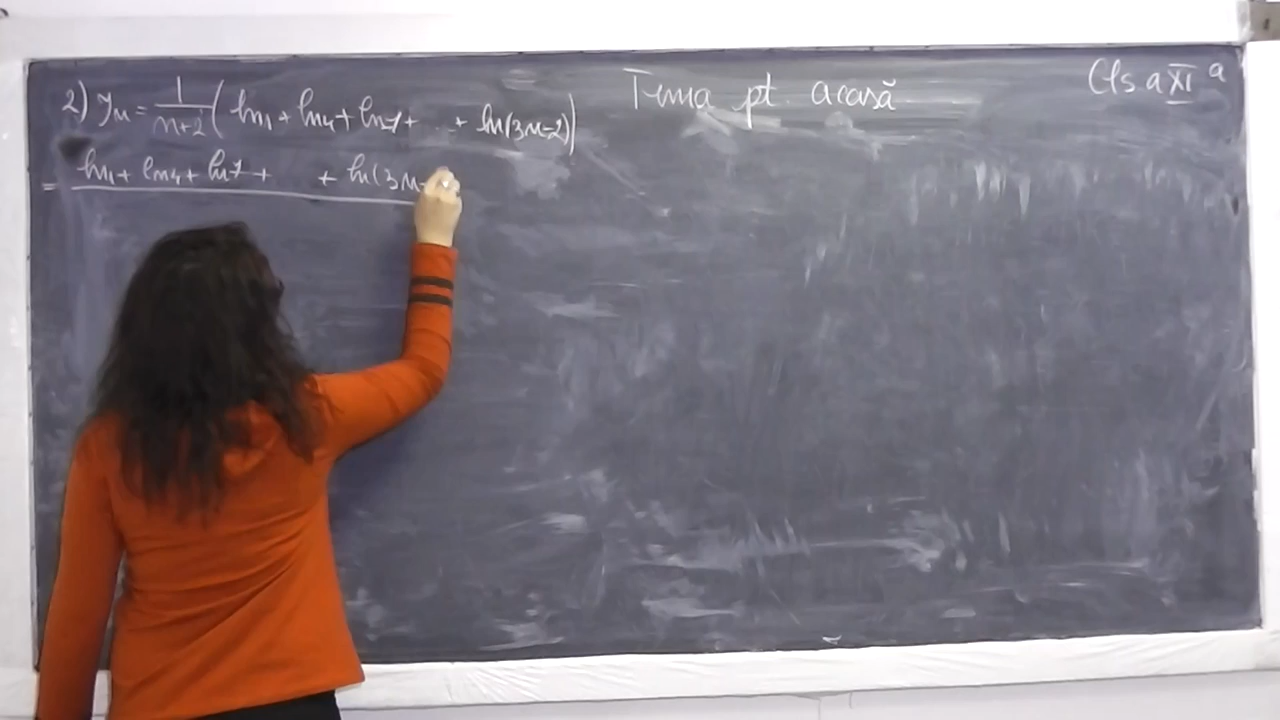 Tema pt. acasă
Cls a XI a
2) yn = 1/(n+2) ( ln1 + ln4 + ln7 + ... + ln(3n-2))
= ln1 + ln4 + ln7 + + ln(3n-